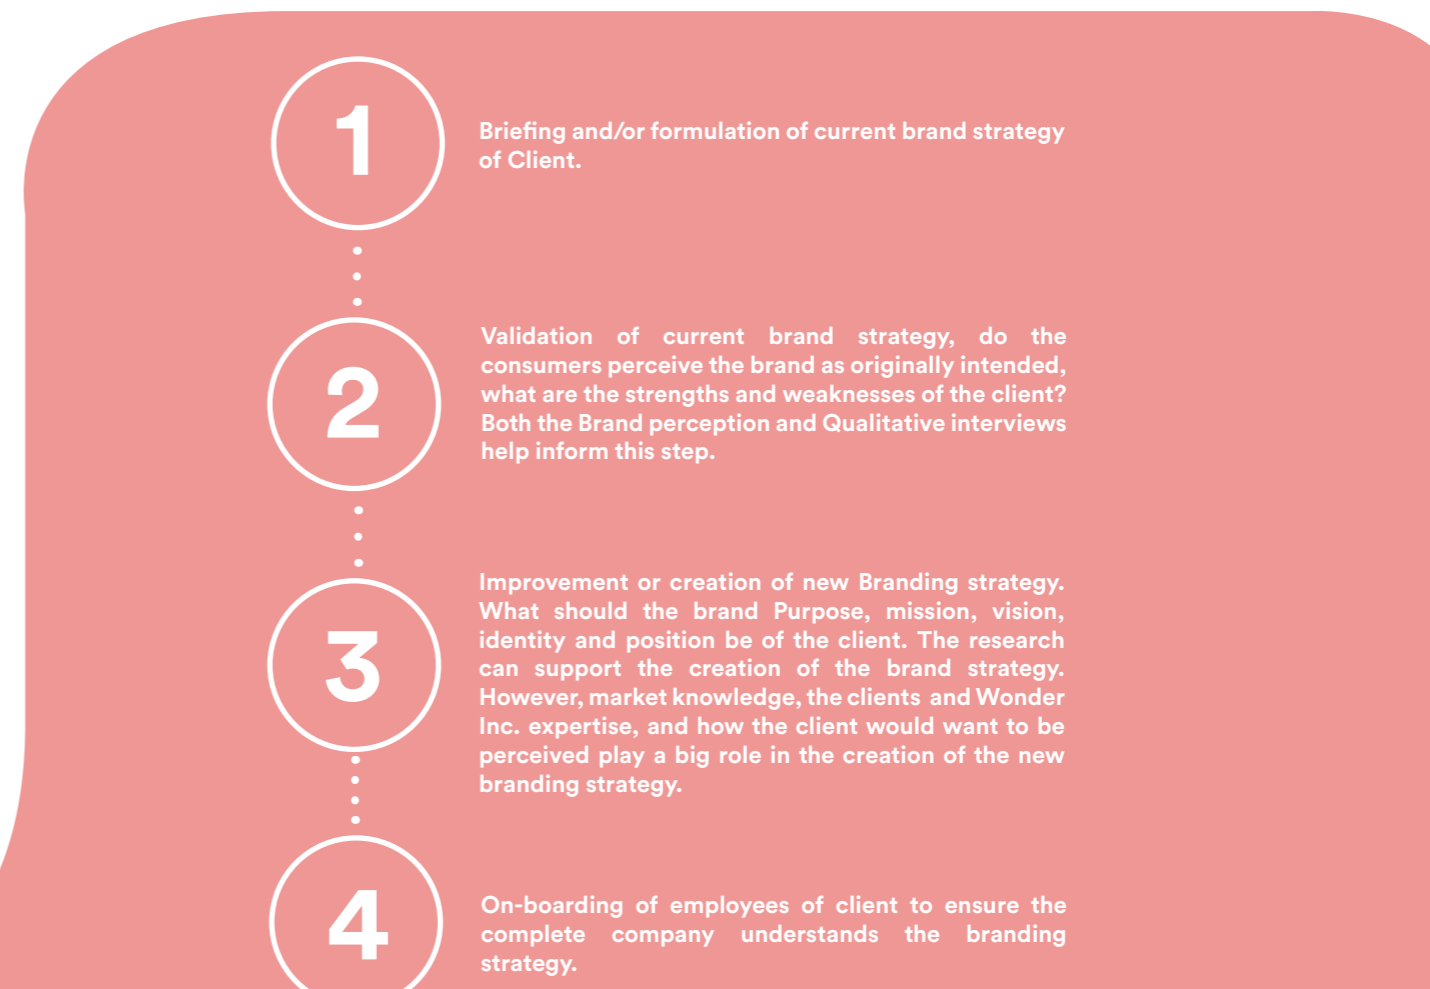 1
Briefing and/or formulation of current brand strategy
of Client.
2
Validation of current brand strategy, do the
consumers perceive the brand as originally intended,
what are the strengths and weaknesses of the client?
Both the Brand perception and Qualitative interviews
help inform this step.
3
Improvement or creation of new Branding strategy.
What should the brand Purpose, mission, vision,
identity and position be of the client. The research
can support the creation of the brand strategy.
However, market knowledge, the clients and Wonder
Inc. expertise, and how the client would want to be
perceived play a big role in the creation of the new
branding strategy.
4
On-boarding of employees of client to ensure the
complete company understands the branding
strategy.